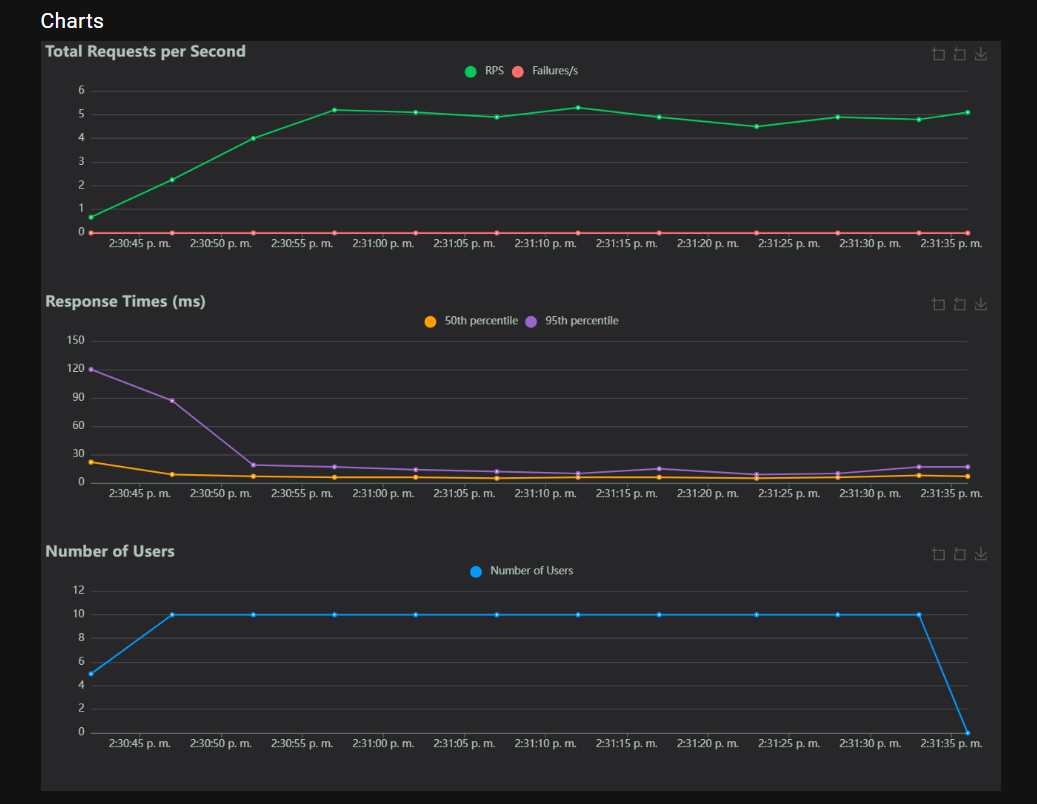 Charts
Total Requests per Second
RPS Failures/s
6
5
4
3
2
1
0
2:30:45 p. m. 2:30:50 p. m. 2:30:55 p. m. 2:31:00 p. m. 2:31:05 p. m. 2:31:10 p. m. 2:31:15 p. m. 2:31:20 p. m. 2:31:25 p. m. 2:31:30 p. m. 2:31:35 p. m.
Response Times (ms)
50th percentile 95th percentile
150
120
90
60
30
0
2:30:45 p. m. 2:30:50 p. m. 2:30:55 p. m. 2:31:00 p. m. 2:31:05 p. m. 2:31:10 p. m. 2:31:15 p. m. 2:31:20 p. m. 2:31:25 p. m. 2:31:30 p. m. 2:31:35 p. m.
Number of Users
Number of Users
12
10
8
6
4
2
0
2:30:45 p. m. 2:30:50 p. m. 2:30:55 p. m. 2:31:00 p. m. 2:31:05 p. m. 2:31:10 p. m. 2:31:15 p. m. 2:31:20 p. m. 2:31:25 p. m. 2:31:30 p. m. 2:31:35 p. m.